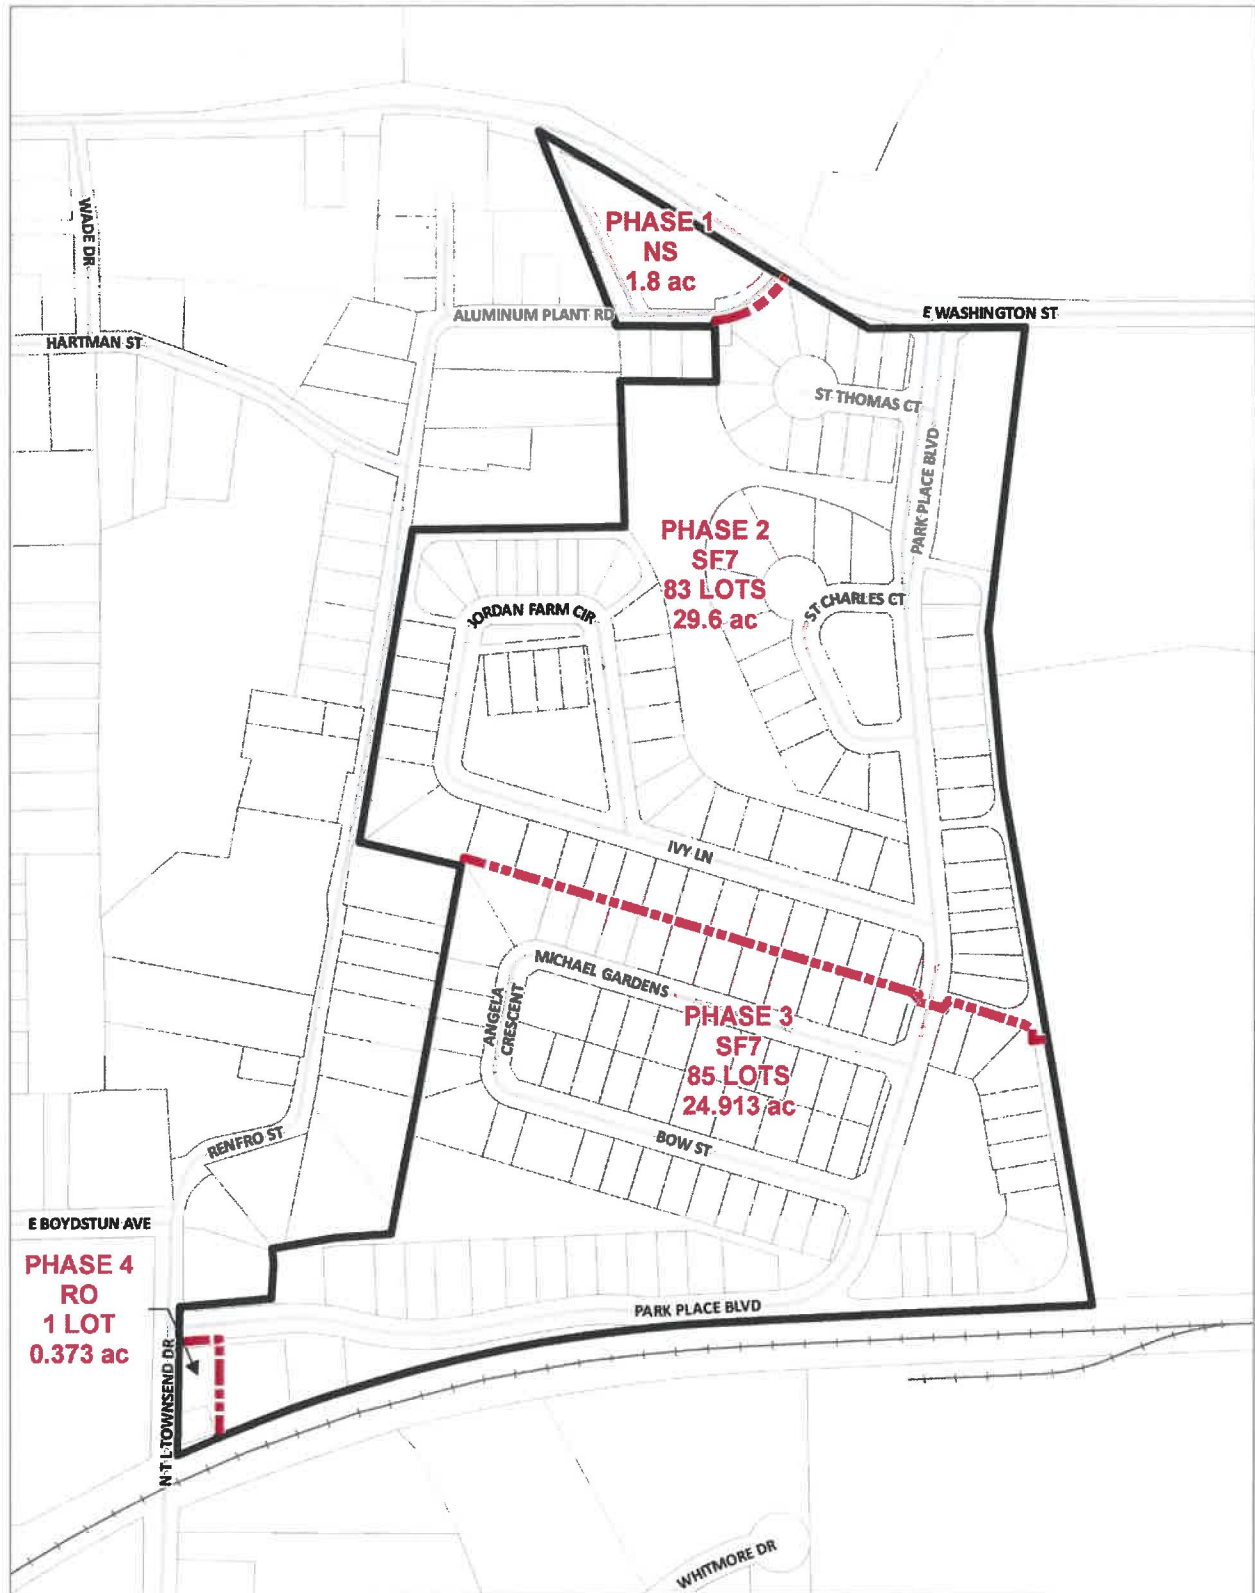 WADE DR
HARTMAN ST
ALUMINUM PLANT RD
PHASE 1
NS
1.8 ac
E WASHINGTON ST
ST THOMAS CT
PARK PLACE BLVD
PHASE 2
SF7
83 LOTS
29.6 ac
ST CHARLES CT
JORDAN FARM CIR
IVY LN
MICHAEL GARDENS
ANGELA
CRESCENT
PHASE 3
SF7
85 LOTS
24.913 ac
BOW ST
RENFRO ST
E BOYDSTUN AVE
PHASE 4
RO
1 LOT
0.373 ac
PARK PLACE BLVD
N T L TOWNSEND DR
WHITMORE DR